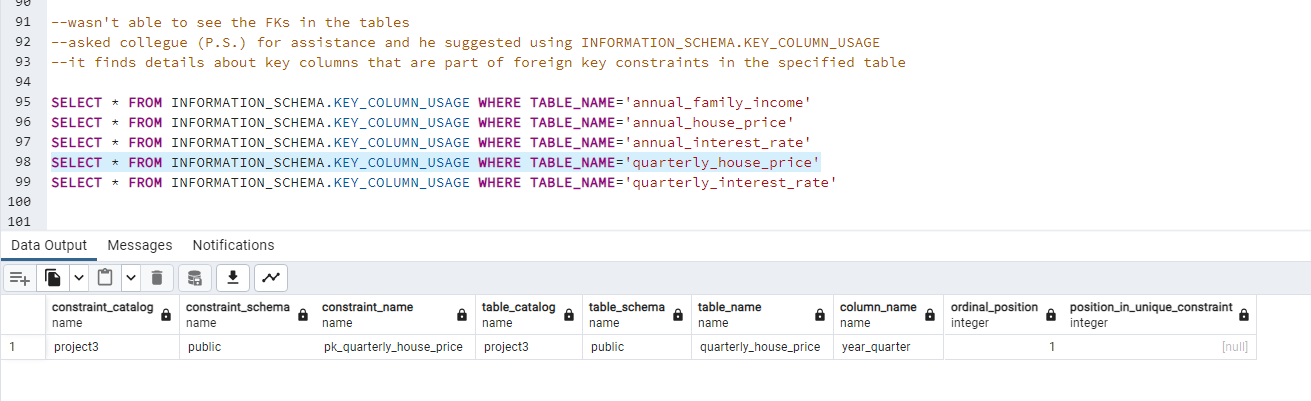 90
91 --wasn't able to see the FKs in the tables
92 --asked collegue (P.S.) for assistance and he suggested using INFORMATION_SCHEMA.KEY_COLUMN_USAGE
93 --it finds details about key columns that are part of foreign key constraints in the specified table
94
95 SELECT * FROM INFORMATION_SCHEMA.KEY_COLUMN_USAGE WHERE TABLE_NAME='annual_family_income'
96 SELECT * FROM INFORMATION_SCHEMA.KEY_COLUMN_USAGE WHERE TABLE_NAME='annual_house_price'
97 SELECT * FROM INFORMATION_SCHEMA.KEY_COLUMN_USAGE WHERE TABLE_NAME='annual_interest_rate'
98 SELECT * FROM INFORMATION_SCHEMA.KEY_COLUMN_USAGE WHERE TABLE_NAME='quarterly_house_price'
99 SELECT * FROM INFORMATION_SCHEMA.KEY_COLUMN_USAGE WHERE TABLE_NAME='quarterly_interest_rate'
100
101
Data Output Messages Notifications
constraint_catalog constraint_schema constraint_name table_catalog table_schema table_name column_name ordinal_position position_in_unique_constraint
name name name name name name name integer integer
1 project3 public pk_quarterly_house_price project3 public quarterly_house_price year_quarter 1 [null]